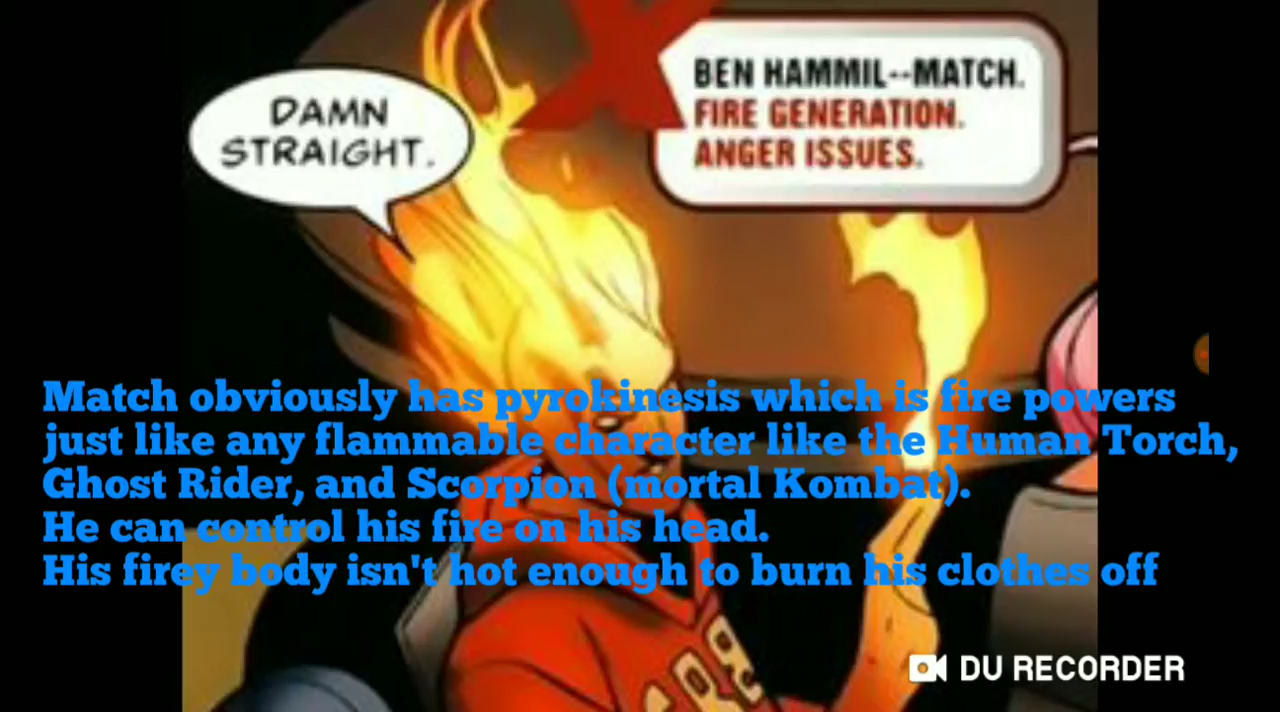 DAMN
STRAIGHT.
BEN HAMMIL--MATCH.
FIRE GENERATION.
ANGER ISSUES.
Match obviously has pyrokinesis which is fire powers
just like any flammable character like the Human Torch,
Ghost Rider, and Scorpion (mortal Kombat).
He can control his fire on his head.
His firey body isn't hot enough to burn his clothes off
DU RECORDER